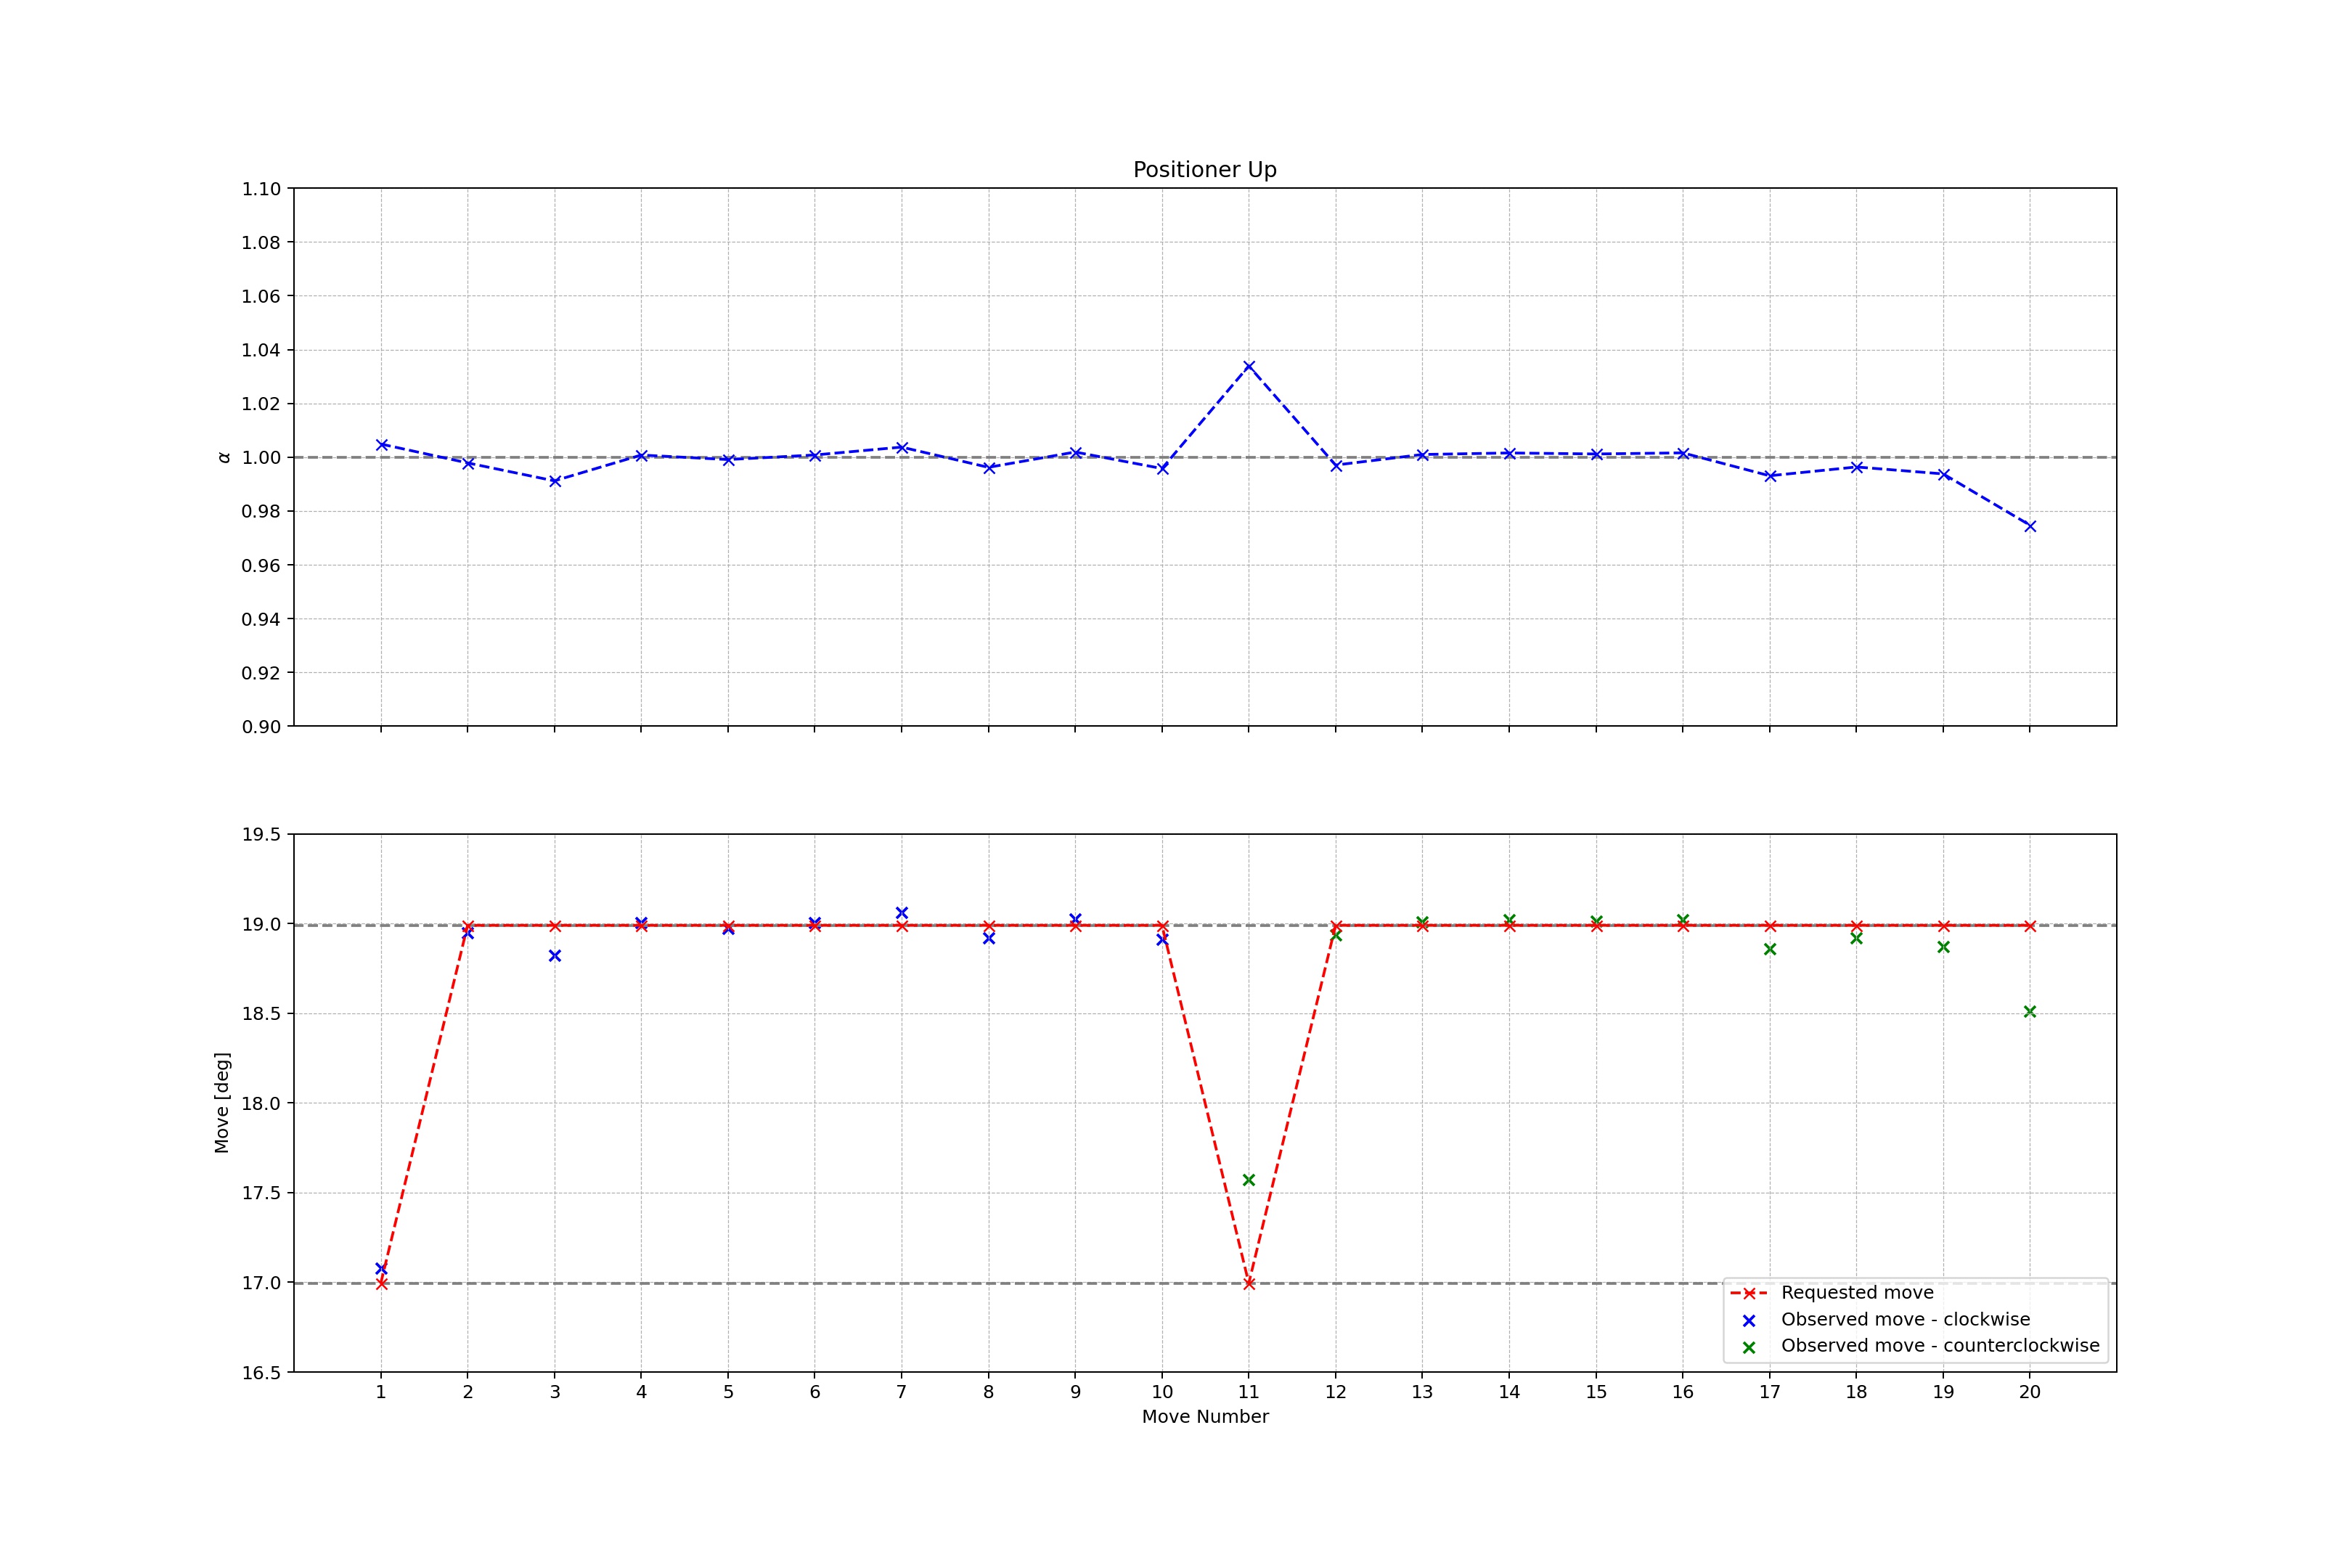 Positioner Up
1.10
1.08
1.06
1.04
1.02
1.00
0.98
0.96
0.94
0.92
0.90
α
19.5
19.0
18.5
18.0
17.5
17.0
16.5
Move [deg]
Requested move
Observed move - clockwise
Observed move - counterclockwise
1 2 3 4 5 6 7 8 9 10 11 12 13 14 15 16 17 18 19 20
Move Number